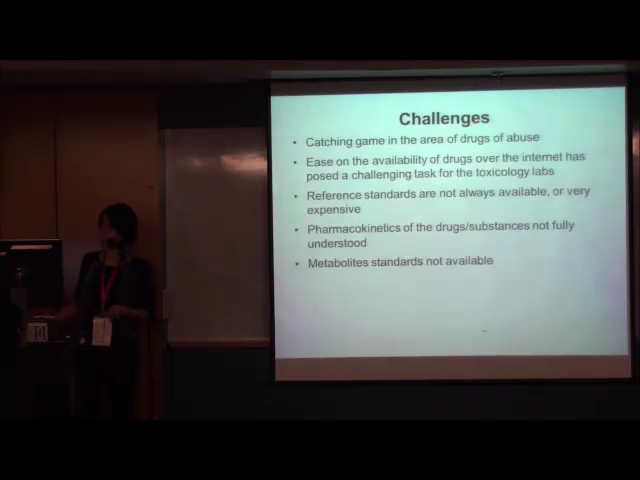 Challenges
• Catching game in the area of drugs of abuse
• Ease on the availability of drugs over the internet has
posed a challenging task for the toxicology labs
• Reference standards are not always available, or very
expensive
• Pharmacokinetics of the drugs/substances not fully
understood
• Metabolites standards not available